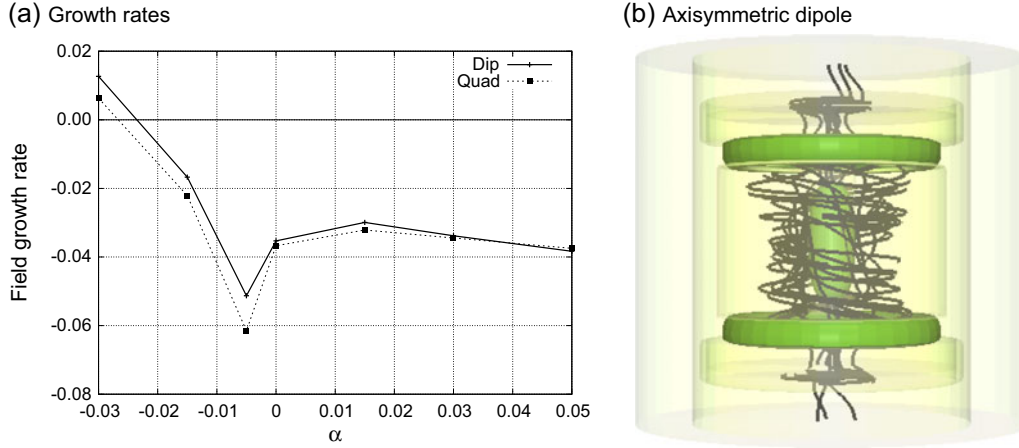 (a) Growth rates
(b) Axisymmetric dipole
0.02
0.00
-0.02
-0.04
-0.06
-0.08
Field growth rate
Dip
Quad
-0.03 -0.02 -0.01 0 0.01 0.02 0.03 0.04 0.05
α